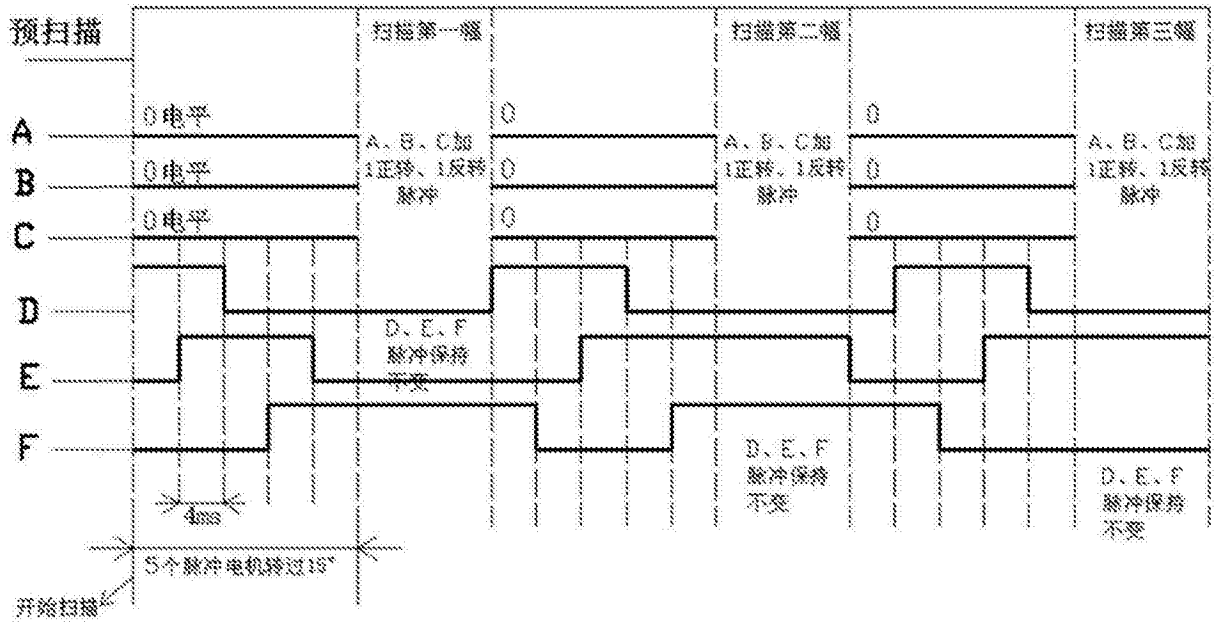 预扫描
扫描第一幅
扫描第二幅
扫描第三幅
A
0电平
0
0
B
0电平
0
0
C
0电平
0
0
A、B、C加
1正转、1反转
脉冲
A、B、C加
1正转、1反转
脉冲
A、B、C加
1正转、1反转
脉冲
D
E
F
D、E、F
脉冲保持
不变
D、E、F
脉冲保持
不变
D、E、F
脉冲保持
不变
4ms
5个脉冲电机转过15°
开始扫描